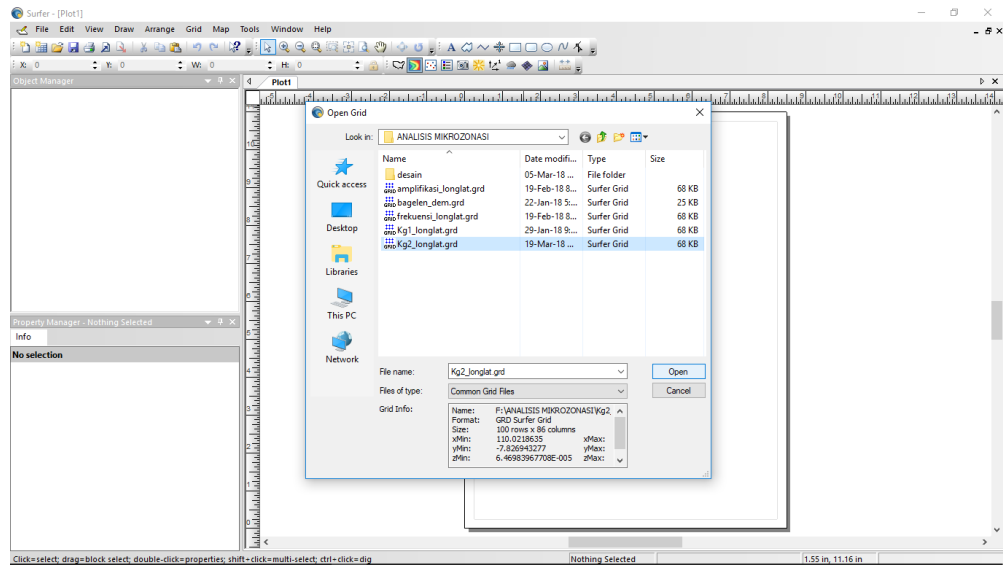 Surfer - [Plot1]
File Edit View Draw Arrange Grid Map Tools Window Help
X: 0 Y: 0 W: 0 H: 0
Object Manager
Plot1
Open Grid
Look in: ANALISIS MIKROZONASI
Name Date modifi... Type Size
desain 05-Mar-18 ... File folder
amplifikasi_longlat.grd 19-Feb-18 8... Surfer Grid 68 KB
bagelen_dem.grd 22-Jan-18 5:... Surfer Grid 25 KB
frekuensi_longlat.grd 19-Feb-18 8... Surfer Grid 68 KB
Kg1_longlat.grd 29-Jan-18 9:... Surfer Grid 68 KB
Kg2_longlat.grd 19-Mar-18 ... Surfer Grid 68 KB
Quick access
Desktop
Libraries
This PC
Network
File name: Kg2_longlat.grd Open
Files of type: Common Grid Files Cancel
Grid Info:
Name: F:\ANALISIS MIKROZONASI\Kg2_
Format: GRD Surfer Grid
Size: 100 rows x 86 columns
xMin: 110.0218635 xMax:
yMin: -7.826943277 yMax:
zMin: 6.46983967708E-005 zMax:
Property Manager - Nothing Selected
Info
No selection
Click=select; drag=block select; double-click=properties; shift+click=multi-select; ctrl+click=dig
Nothing Selected
1.55 in, 11.16 in